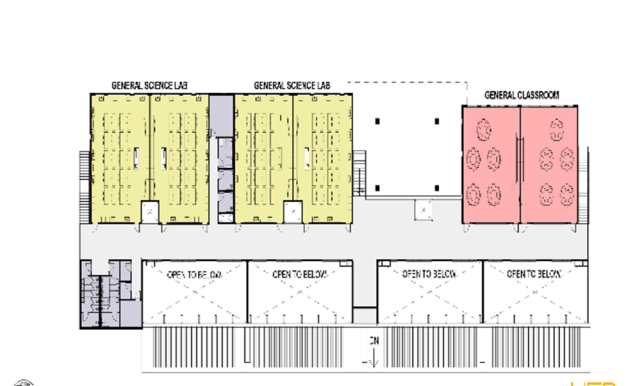 GENERAL SCIENCE LAB
GENERAL SCIENCE LAB
GENERAL CLASSROOM
OPEN TO BELOW
OPEN TO BELOW
OPEN TO BELOW
OPEN TO BELOW
DN